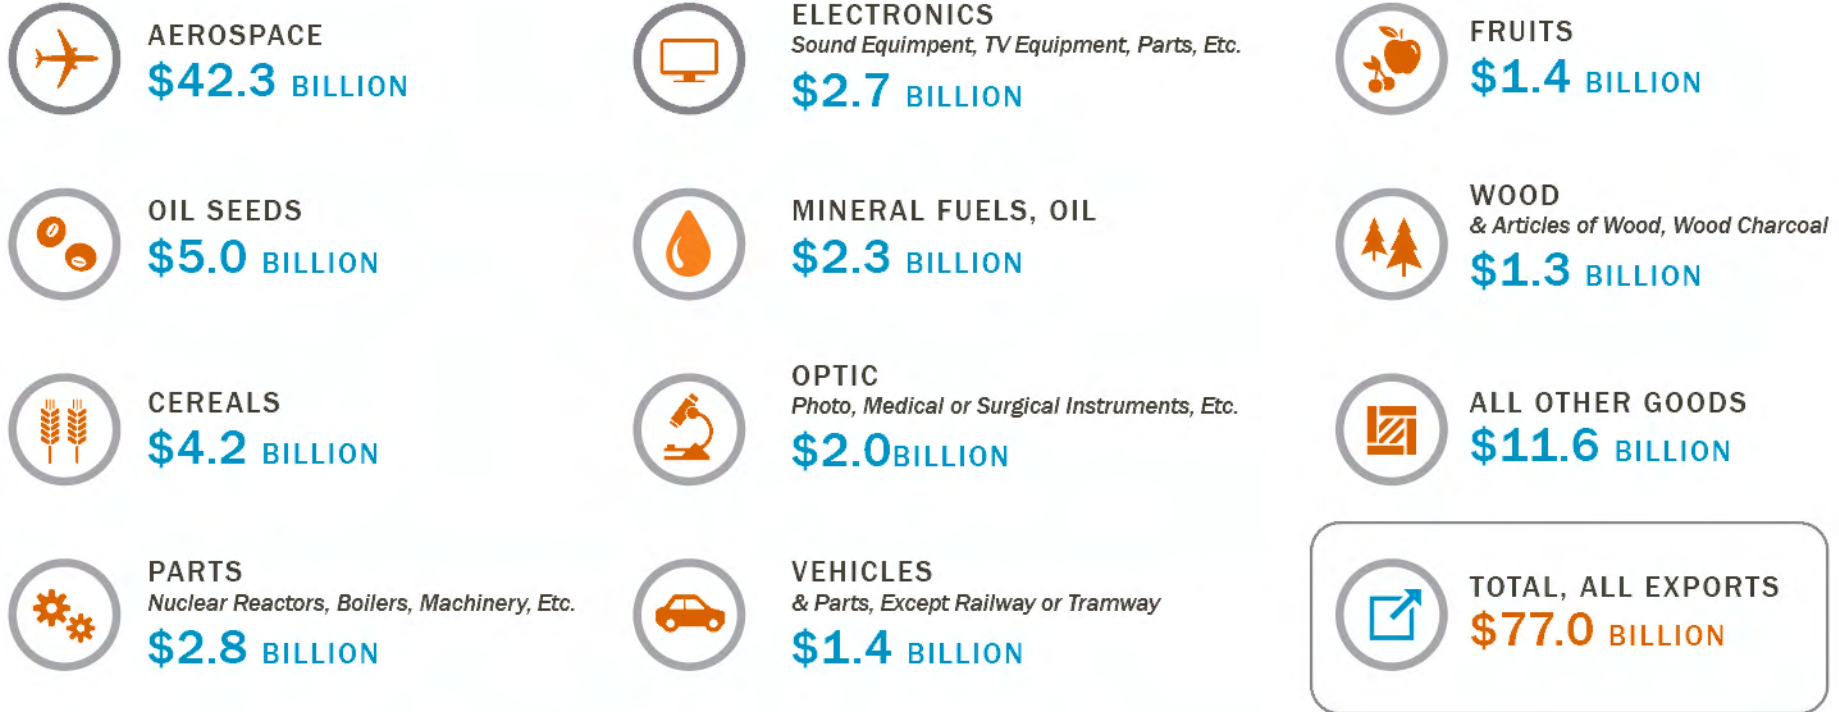 AEROSPACE
$42.3 BILLION
OIL SEEDS
$5.0 BILLION
CEREALS
$4.2 BILLION
PARTS
Nuclear Reactors, Boilers, Machinery, Etc.
$2.8 BILLION
ELECTRONICS
Sound Equimpent, TV Equipment, Parts, Etc.
$2.7 BILLION
MINERAL FUELS, OIL
$2.3 BILLION
OPTIC
Photo, Medical or Surgical Instruments, Etc.
$2.0BILLION
VEHICLES
& Parts, Except Railway or Tramway
$1.4 BILLION
FRUITS
$1.4 BILLION
WOOD
& Articles of Wood, Wood Charcoal
$1.3 BILLION
ALL OTHER GOODS
$11.6 BILLION
TOTAL, ALL EXPORTS
$77.0 BILLION